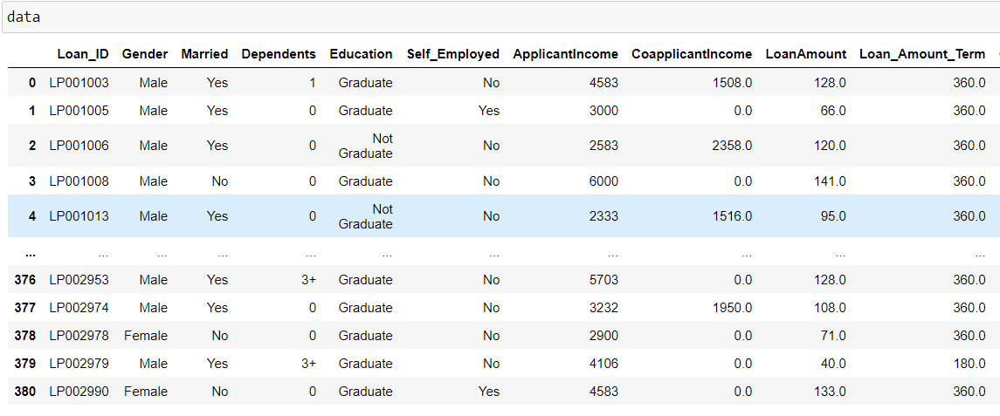 data
Loan_ID Gender Married Dependents Education Self_Employed ApplicantIncome CoapplicantIncome LoanAmount Loan_Amount_Term
0 LP001003 Male Yes 1 Graduate No 4583 1508.0 128.0 360.0
1 LP001005 Male Yes 0 Graduate Yes 3000 0.0 66.0 360.0
2 LP001006 Male Yes 0 Not Graduate No 2583 2358.0 120.0 360.0
3 LP001008 Male No 0 Graduate No 6000 0.0 141.0 360.0
4 LP001013 Male Yes 0 Not Graduate No 2333 1516.0 95.0 360.0
... ... ... ... ... ... ... ... ... ... ...
376 LP002953 Male Yes 3+ Graduate No 5703 0.0 128.0 360.0
377 LP002974 Male Yes 0 Graduate No 3232 1950.0 108.0 360.0
378 LP002978 Female No 0 Graduate No 2900 0.0 71.0 360.0
379 LP002979 Male Yes 3+ Graduate No 4106 0.0 40.0 180.0
380 LP002990 Female No 0 Graduate Yes 4583 0.0 133.0 360.0